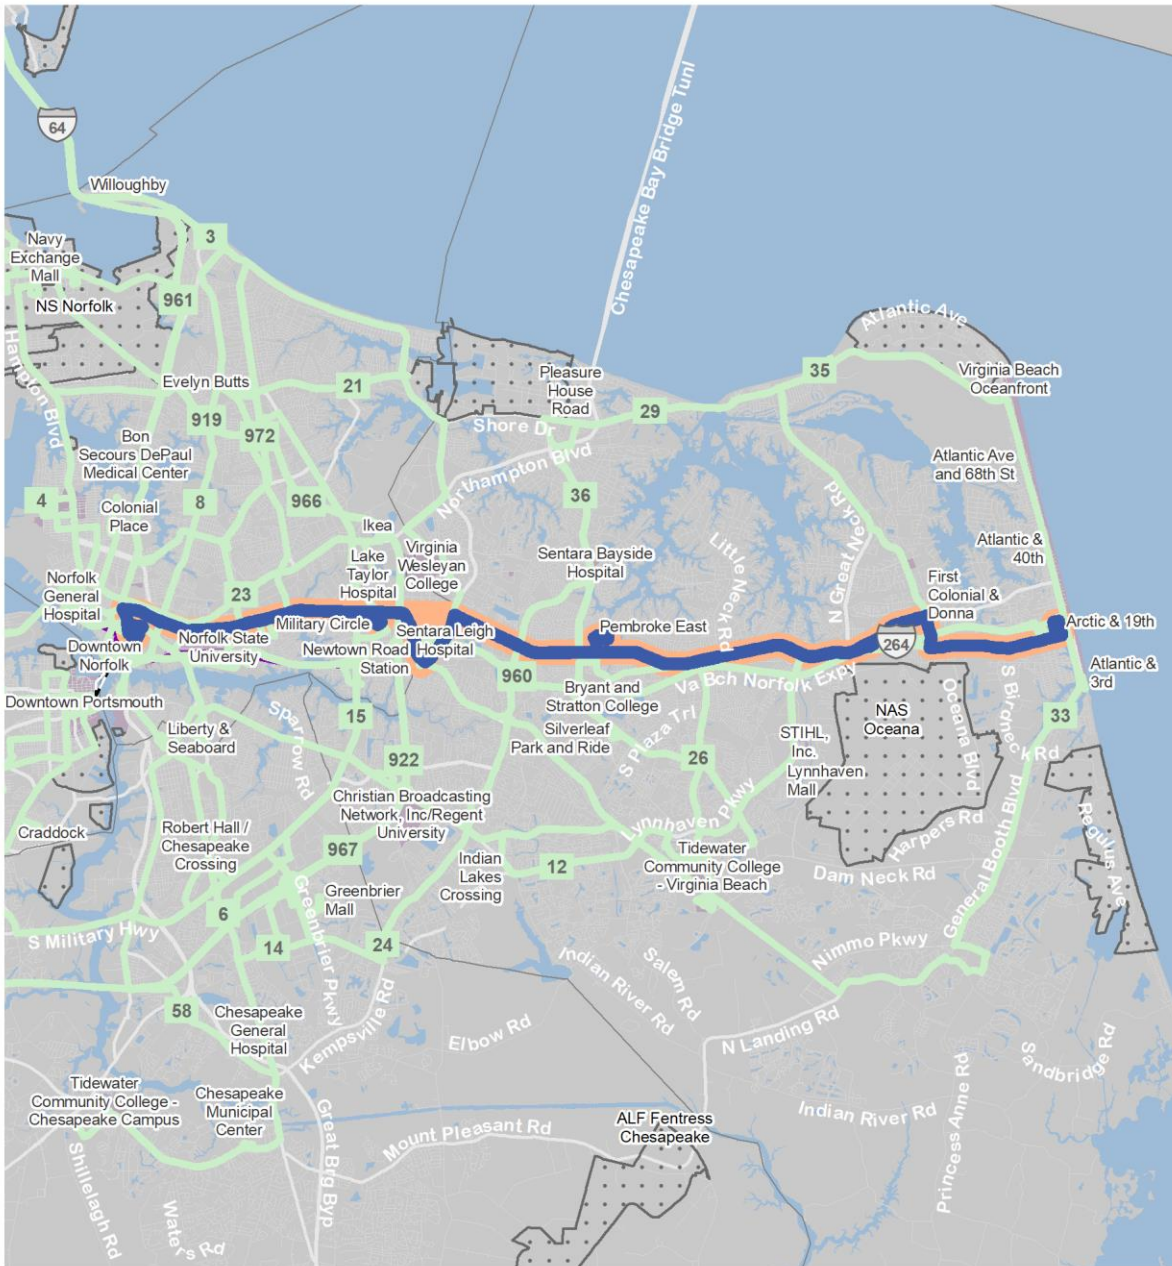 64
Willoughby
3
Chesapeake Bay Bridge Tunl
Navy
Exchange
Mall
NS Norfolk
961
Atlantic Ave
Hampton Blvd
Evelyn Butts
21
Pleasure
House
Road
35
Virginia Beach
Oceanfront
919
972
29
Shore Dr
Bon
Secours DePaul
Medical Center
Northampton Blvd
Atlantic Ave
and 68th St
4
8
966
36
Colonial
Place
Ikea
N Great Neck Rd
Little Neck Rd
Lake
Taylor
Hospital
Virginia
Wesleyan
College
Sentara Bayside
Hospital
Atlantic &
40th
Norfolk
General
Hospital
23
First
Colonial &
Donna
Military Circle
Pembroke East
Arctic & 19th
Norfolk State
University
Sentara Leigh
Hospital
264
Downtown
Norfolk
Newtown Road
Station
960
Va Bch Norfolk Expy
Atlantic &
3rd
Downtown Portsmouth
Bryant and
Stratton College
Oceana Blvd
S Birdneck Rd
NAS
Oceana
Sparrow Rd
15
Liberty &
Seaboard
Silverleaf
Park and Ride
S Plaza Trl
33
STIHL,
Inc.
922
26
Lynnhaven
Mall
Christian Broadcasting
Network, Inc/Regent
University
Lynnhaven Pkwy
Craddock
Robert Hall /
Chesapeake
Crossing
967
Harpers Rd
General Booth Blvd
Regulus Ave
Indian
Lakes
Crossing
12
Tidewater
Community College
- Virginia Beach
Dam Neck Rd
Greenbrier
Mall
Greenbrier Pkwy
6
S Military Hwy
14
24
Nimmo Pkwy
Salem Rd
Indian River Rd
58
Chesapeake
General
Hospital
Kempsville Rd
Elbow Rd
N Landing Rd
Sandbridge Rd
Tidewater
Community College -
Chesapeake Campus
Chesapeake
Municipal
Center
Indian River Rd
Princess Anne Rd
ALF Fentress
Chesapeake
Mount Pleasant Rd
Great Brg Byp
Shillelagh Rd
Waters Rd